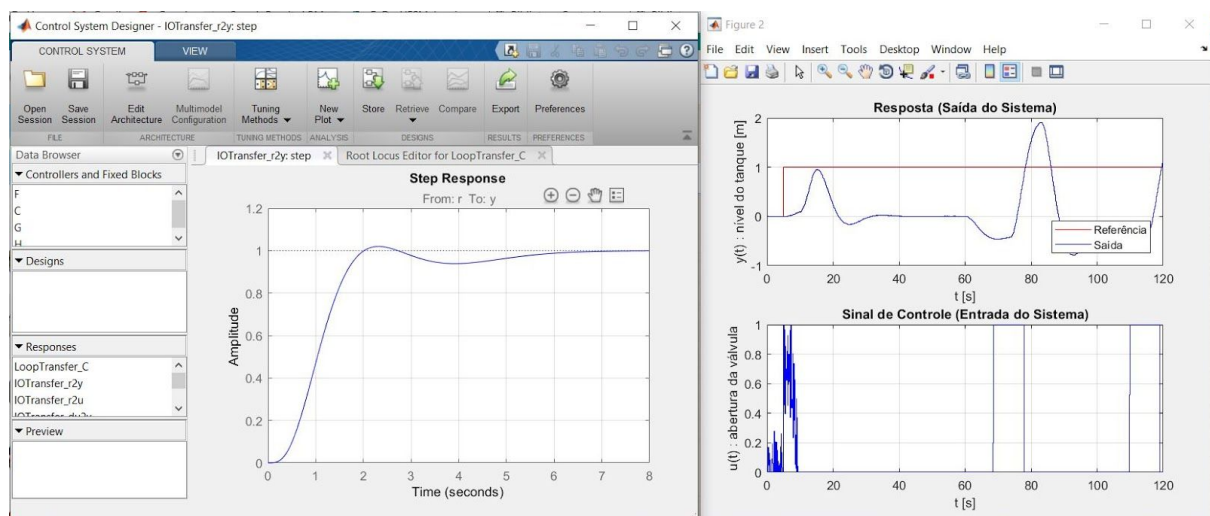 Control System Designer - IOTransfer_r2y: step
CONTROL SYSTEM VIEW
Open Session
Save Session
Edit Architecture
Multimodel Configuration
Tuning Methods
New Plot
Store
Retrieve
Compare
Export
Preferences
FILE ARCHITECTURE TUNING METHODS ANALYSIS DESIGNS RESULTS PREFERENCES
Data Browser
IOTransfer_r2y: step
Root Locus Editor for LoopTransfer_C
Controllers and Fixed Blocks
F
C
G
H
Designs
Responses
LoopTransfer_C
IOTransfer_r2y
IOTransfer_r2u
IOTransfer_du2y
Preview
Step Response
From: r To: y
Amplitude
1.2
1
0.8
0.6
0.4
0.2
0
0 1 2 3 4 5 6 7 8
Time (seconds)
Figure 2
File Edit View Insert Tools Desktop Window Help
Resposta (Saída do Sistema)
y(t) : nível do tanque [m]
2
1
0
-1
Referência
Saída
0 20 40 60 80 100 120
t [s]
Sinal de Controle (Entrada do Sistema)
u(t) : abertura da válvula
1
0.8
0.6
0.4
0.2
0
0 20 40 60 80 100 120
t [s]